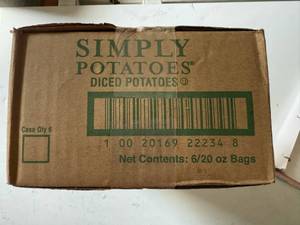 SIMPLY
POTATOES®
DICED POTATOES
Case Qty 6
1 00 20169 22234 8
Net Contents: 6/20 oz Bags